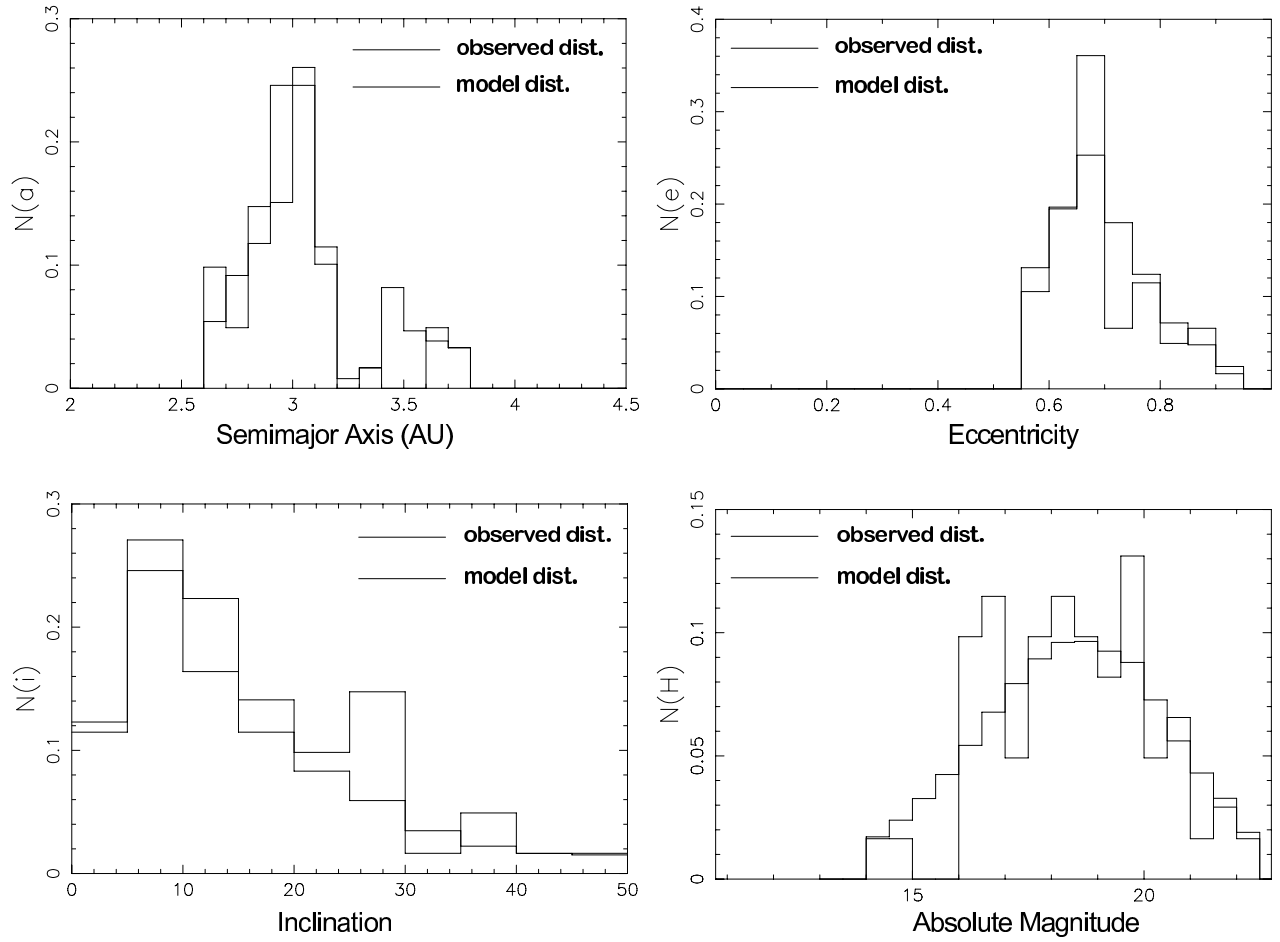 observed dist.
model dist.
N(a)
0
0.1
0.2
0.3
2
2.5
3
3.5
4
4.5
Semimajor Axis (AU)
observed dist.
model dist.
N(e)
0
0.1
0.2
0.3
0.4
0
0.2
0.4
0.6
0.8
Eccentricity
observed dist.
model dist.
N(i)
0
0.1
0.2
0.3
0
10
20
30
40
50
Inclination
observed dist.
model dist.
N(H)
0
0.05
0.1
0.15
15
20
Absolute Magnitude